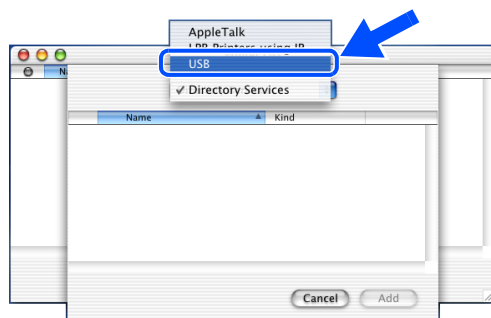 AppleTalk
LPR Printers using IP
USB
✓ Directory Services
Name Kind
Cancel Add